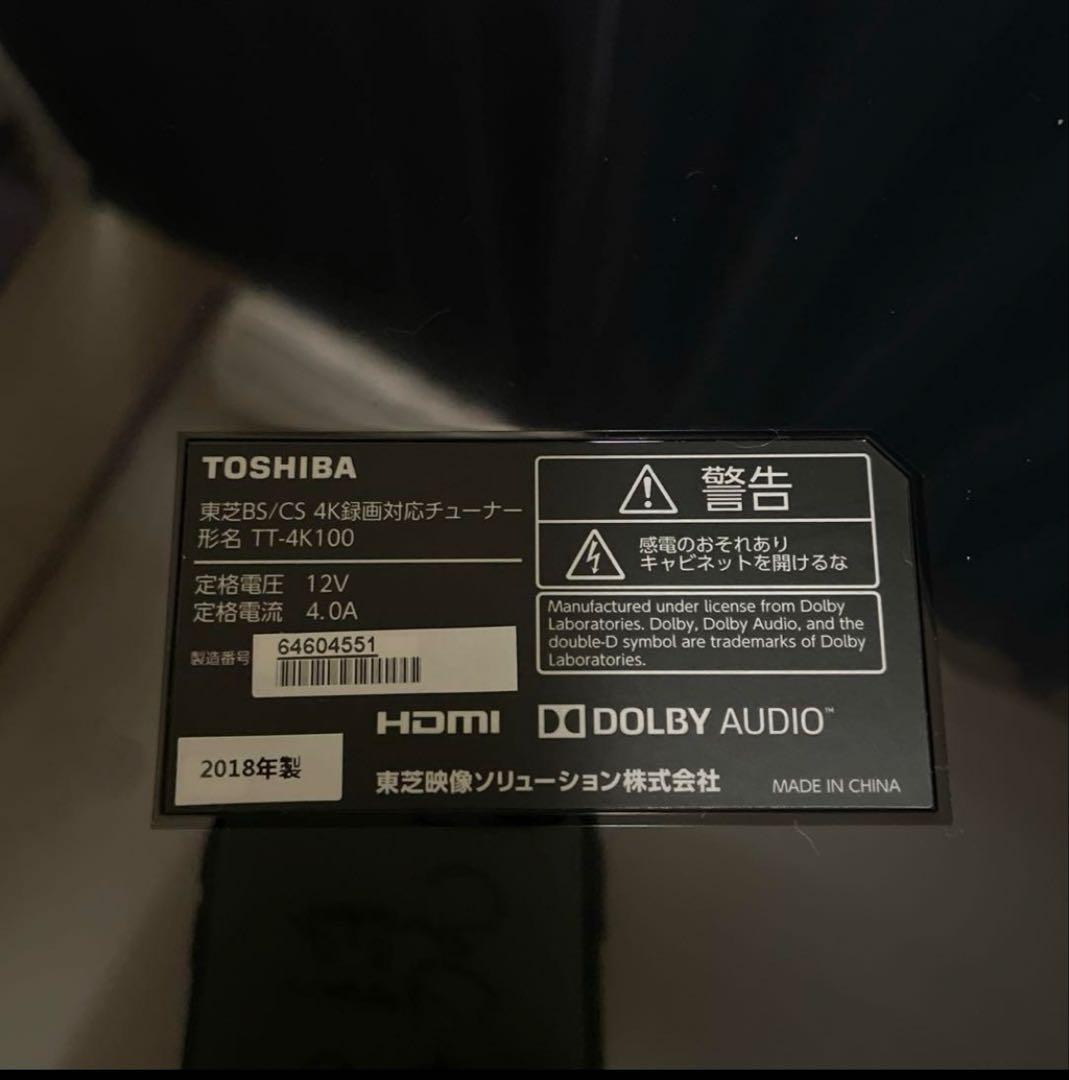 TOSHIBA
東芝BS/CS 4K録画対応チューナー
形名 TT-4K100
定格電圧 12V
定格電流 4.0A
製造番号 64604551
2018年製
警告
感電のおそれあり
キャビネットを開けるな
Manufactured under license from Dolby
Laboratories. Dolby, Dolby Audio, and the
double-D symbol are trademarks of Dolby
Laboratories.
HDMI
DOLBY AUDIO™
東芝映像ソリューション株式会社
MADE IN CHINA